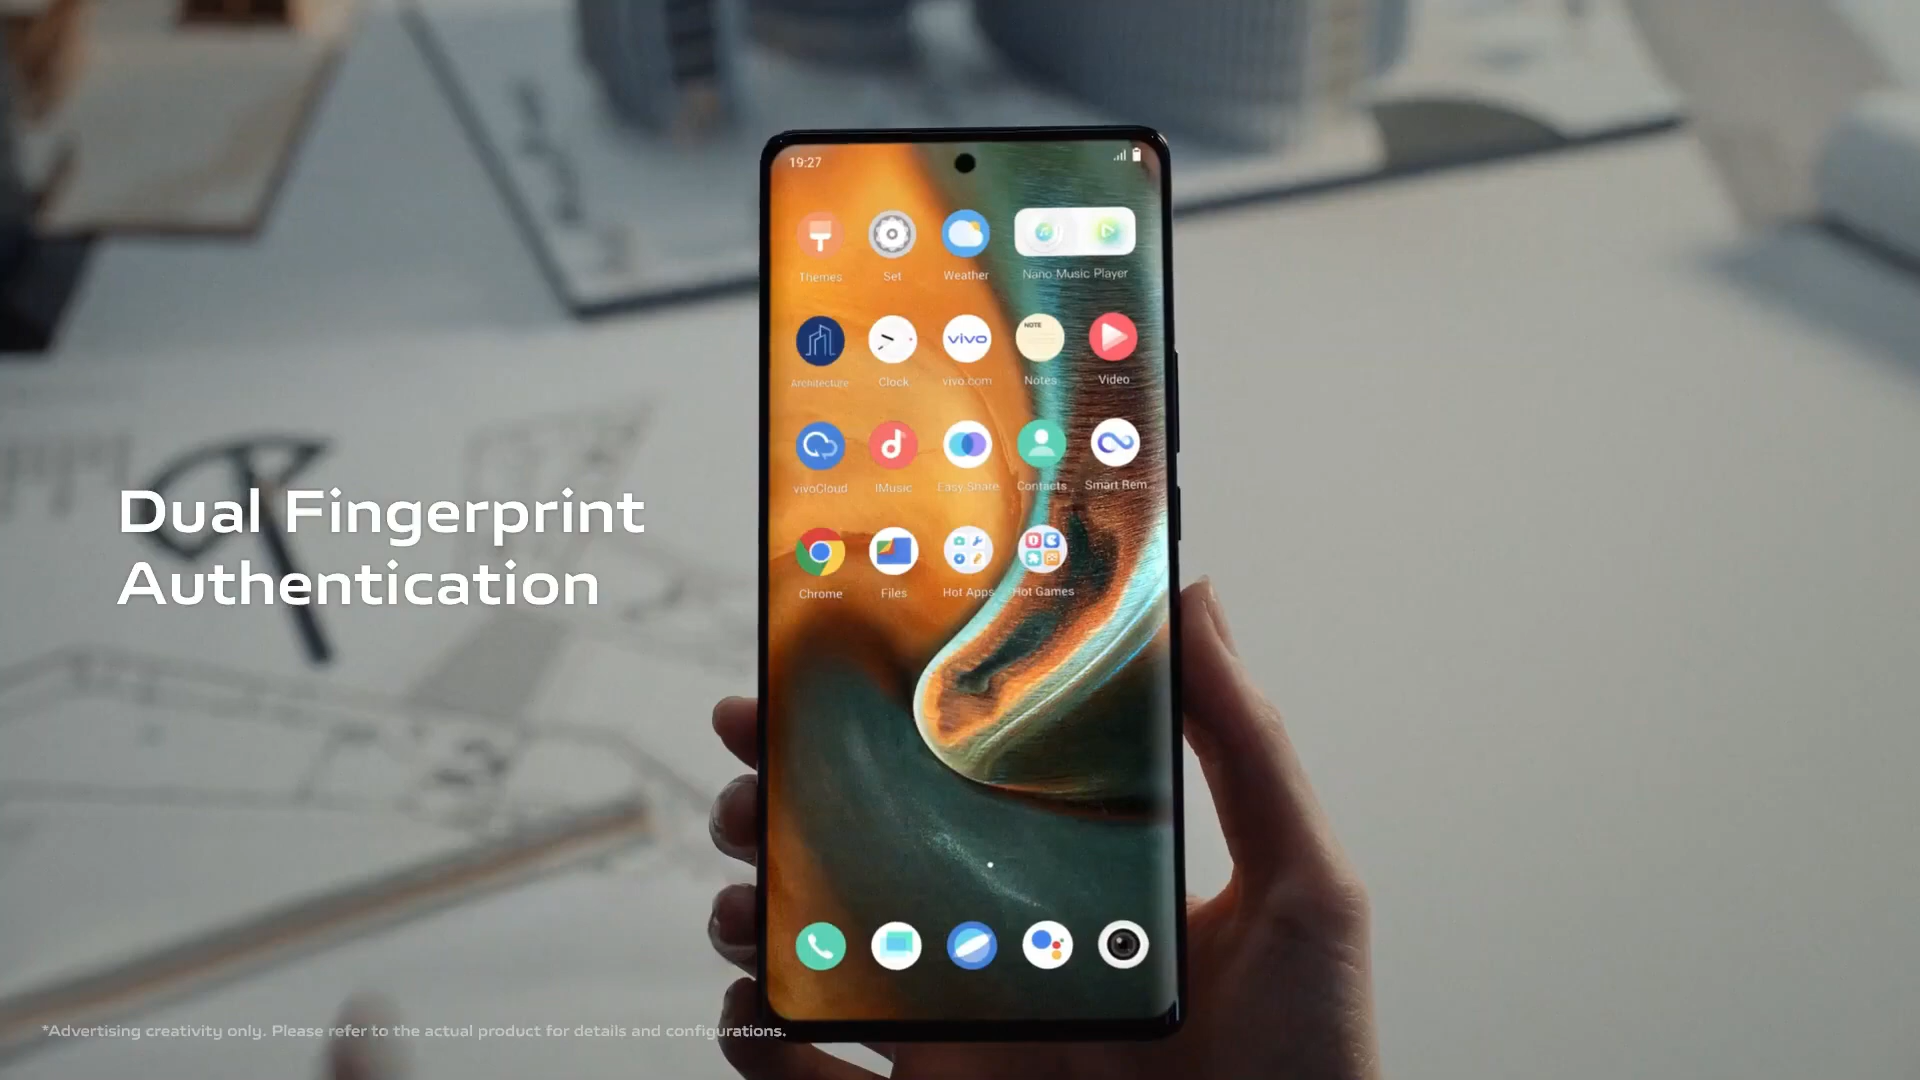 19:27
Themes
Set
Weather
Nano Music Player
Architecture
Clock
vivo
vivo.com
NOTE
Notes
Video
vivoCloud
iMusic
Easy Share
Contacts
Smart Rem...
Chrome
Files
Hot Apps
Hot Games
Dual Fingerprint
Authentication
*Advertising creativity only. Please refer to the actual product for details and configurations.